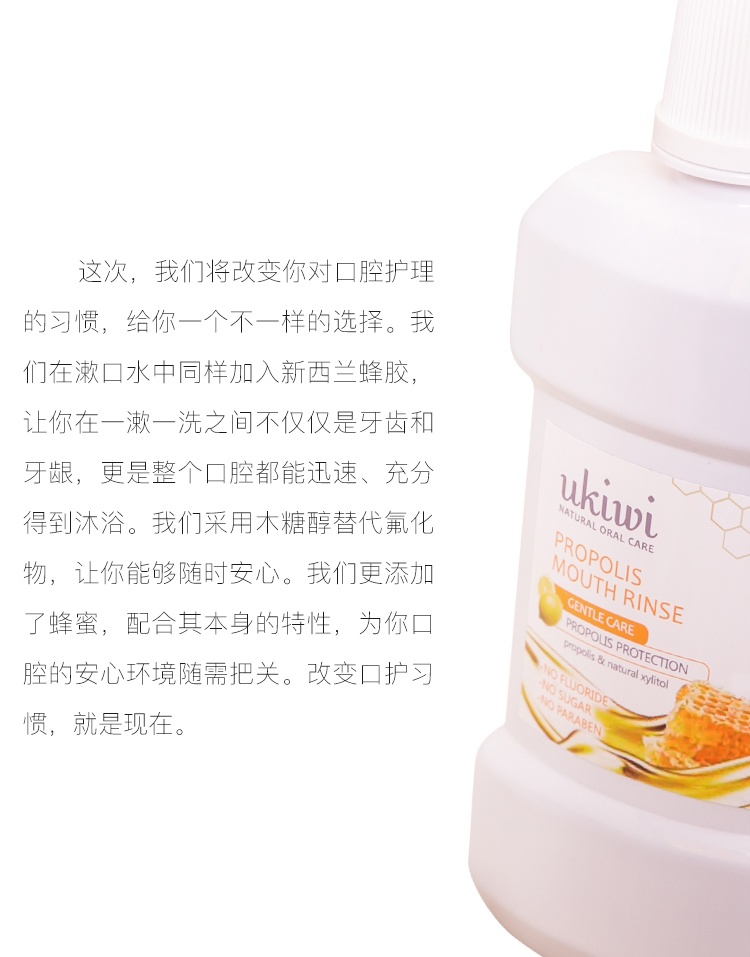 这次，我们将改变你对口腔护理
的习惯，给你一个不一样的选择。我
们在漱口水中同样加入新西兰蜂胶，
让你在一漱一洗之间不仅仅是牙齿和
牙龈，更是整个口腔都能迅速、充分
得到沐浴。我们采用木糖醇替代氟化
物，让你能够随时安心。我们更添加
了蜂蜜，配合其本身的特性，为你口
腔的安心环境随需把关。改变口护习
惯，就是现在。
ukiwi
NATURAL ORAL CARE
PROPOLIS
MOUTH RINSE
GENTLE CARE
PROPOLIS PROTECTION
propolis & natural xylitol
NO FLUORIDE
NO SUGAR
NO PARABEN